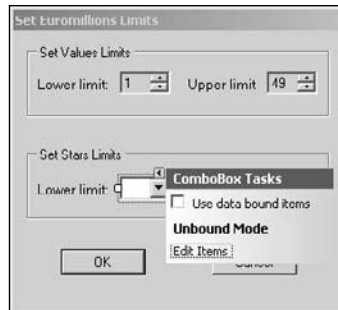 Set Euromillions Limits
Set Values Limits
Lower limit: 1 Upper limit 49
Set Stars Limits
Lower limit:
ComboBox Tasks
Use data bound items
Unbound Mode
Edit Items
OK